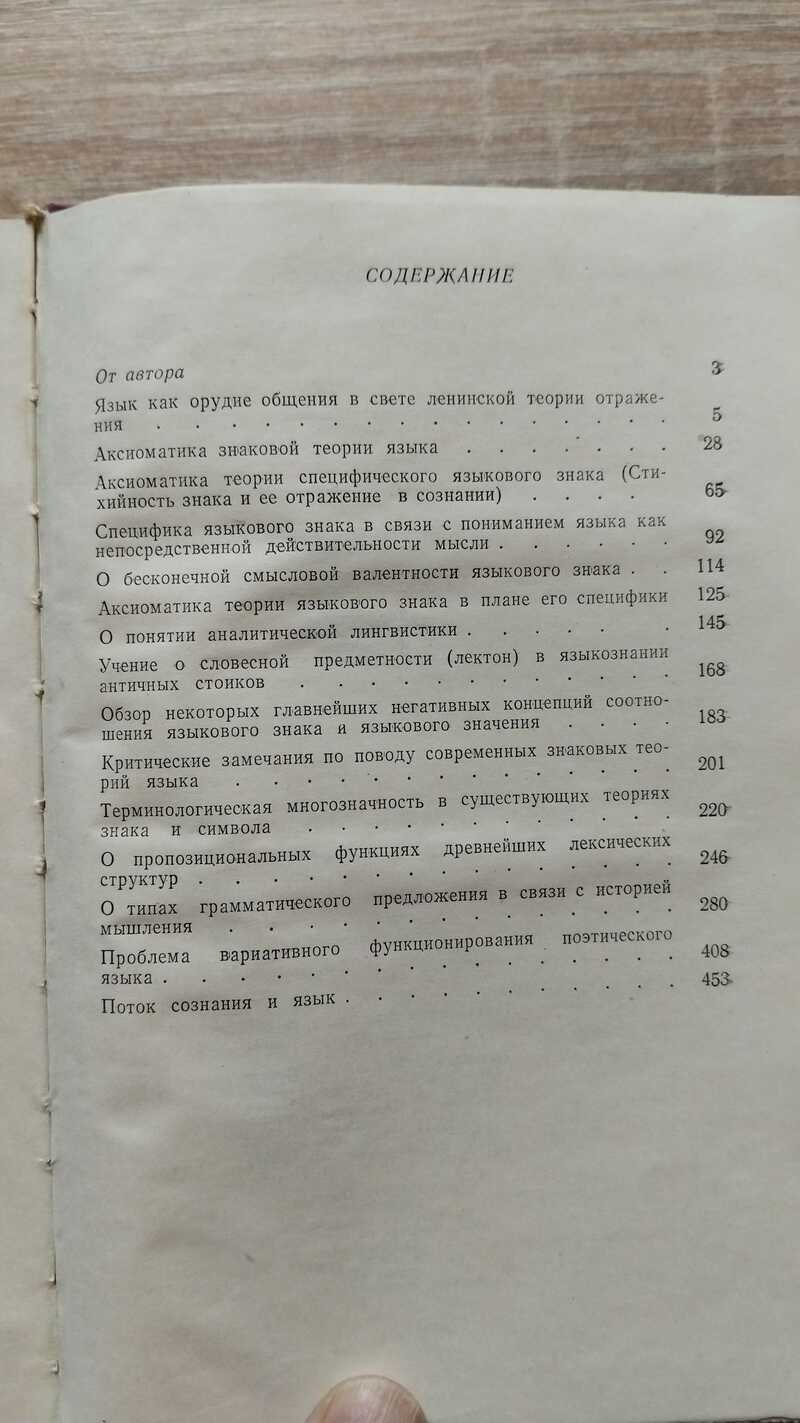 СОДЕРЖАНИЕ
От автора 3
Язык как орудие общения в свете ленинской теории отраже-
ния . . . . . . . . . . . . . . . . 5
Аксиоматика знаковой теории языка . . . . . . . 28
Аксиоматика теории специфического языкового знака (Сти-
хийность знака и ее отражение в сознании) . . . . 65
Специфика языкового знака в связи с пониманием языка как
непосредственной действительности мысли . . . . . . 92
О бесконечной смысловой валентности языкового знака . . 114
Аксиоматика теории языкового знака в плане его специфики 125
О понятии аналитической лингвистики . . . . . . 145
Учение о словесной предметности (лектон) в языкознании
античных стоиков . . . . . . . . . . . 168
Обзор некоторых главнейших негативных концепций соотно-
шения языкового знака и языкового значения . . . . 183
Критические замечания по поводу современных знаковых тео-
рий языка . . . . . . . . . . . . . 201
Терминологическая многозначность в существующих теориях
знака и символа . . . . . . . . . . . 220
О пропозициональных функциях древнейших лексических
структур . . . . . . . . . . . . . . 246
О типах грамматического предложения в связи с историей
мышления . . . . . . . . . . . . . 280
Проблема вариативного функционирования поэтического
языка . . . . . . . . . . . . . . . 408
Поток сознания и язык . . . . . . . . . . 453